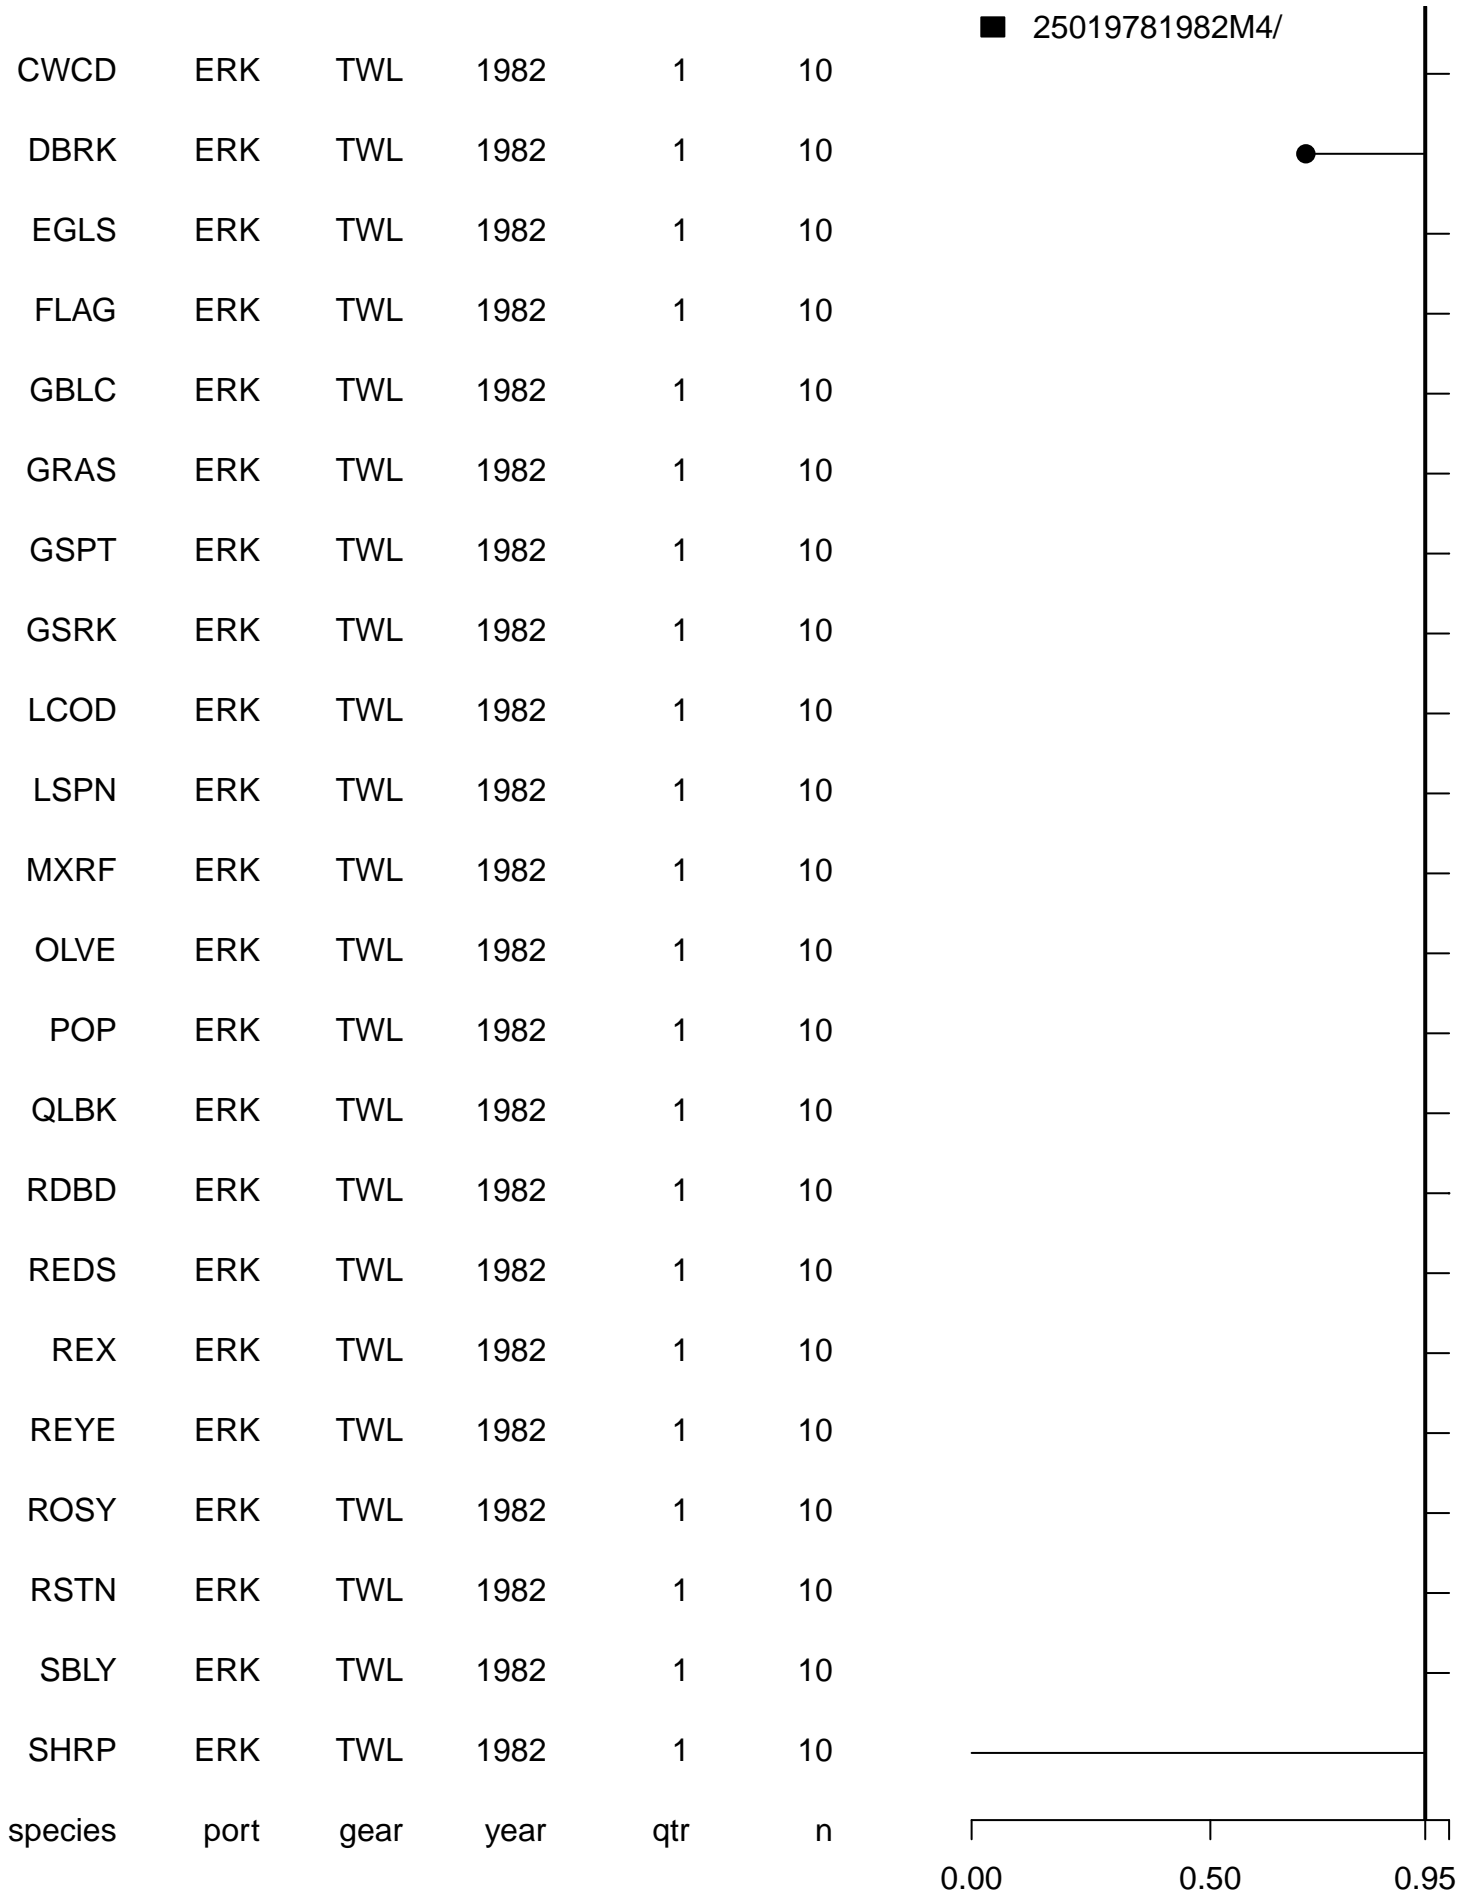 25019781982M4/
CWCD ERK TWL 1982 1 10
DBRK ERK TWL 1982 1 10
EGLS ERK TWL 1982 1 10
FLAG ERK TWL 1982 1 10
GBLC ERK TWL 1982 1 10
GRAS ERK TWL 1982 1 10
GSPT ERK TWL 1982 1 10
GSRK ERK TWL 1982 1 10
LCOD ERK TWL 1982 1 10
LSPN ERK TWL 1982 1 10
MXRF ERK TWL 1982 1 10
OLVE ERK TWL 1982 1 10
POP ERK TWL 1982 1 10
QLBK ERK TWL 1982 1 10
RDBD ERK TWL 1982 1 10
REDS ERK TWL 1982 1 10
REX ERK TWL 1982 1 10
REYE ERK TWL 1982 1 10
ROSY ERK TWL 1982 1 10
RSTN ERK TWL 1982 1 10
SBLY ERK TWL 1982 1 10
SHRP ERK TWL 1982 1 10
species port gear year qtr n
0.00 0.50 0.95